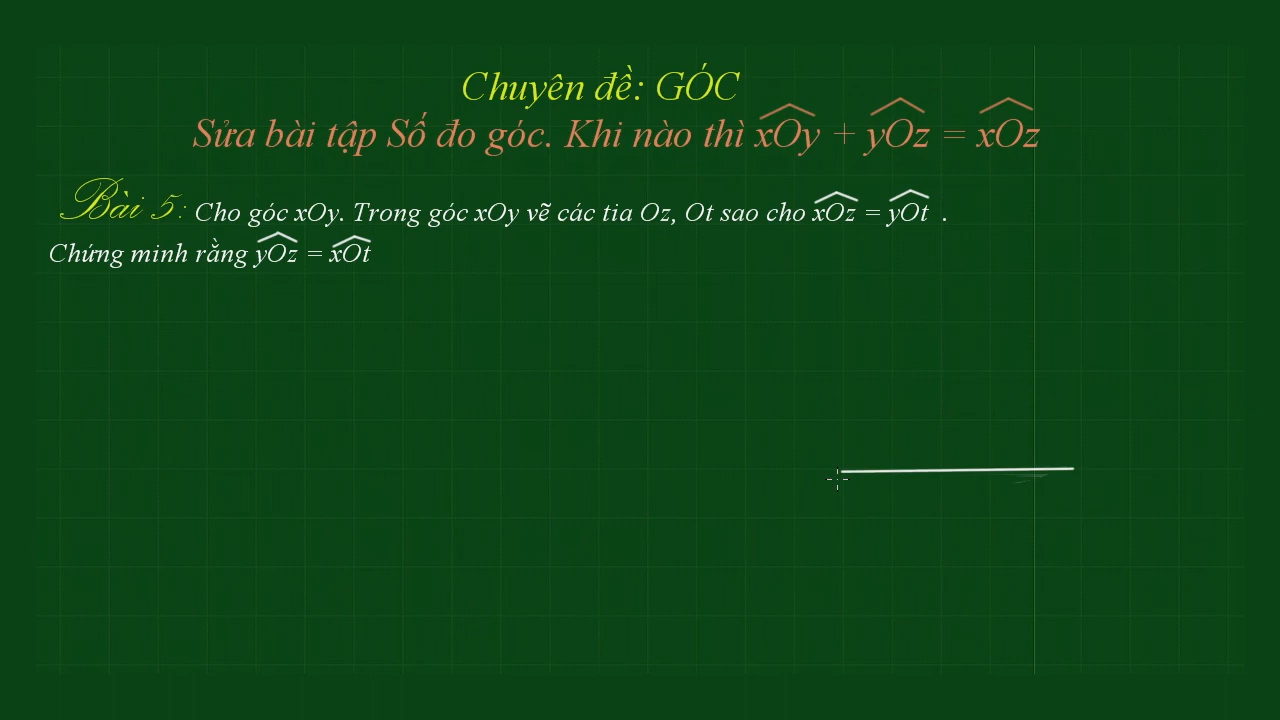 Chuyên đề: GÓC
Sửa bài tập Số đo góc. Khi nào thì xOy + yOz = xOz
Bài 5: Cho góc xOy. Trong góc xOy vẽ các tia Oz, Ot sao cho xOz = yOt .
Chứng minh rằng yOz = xOt